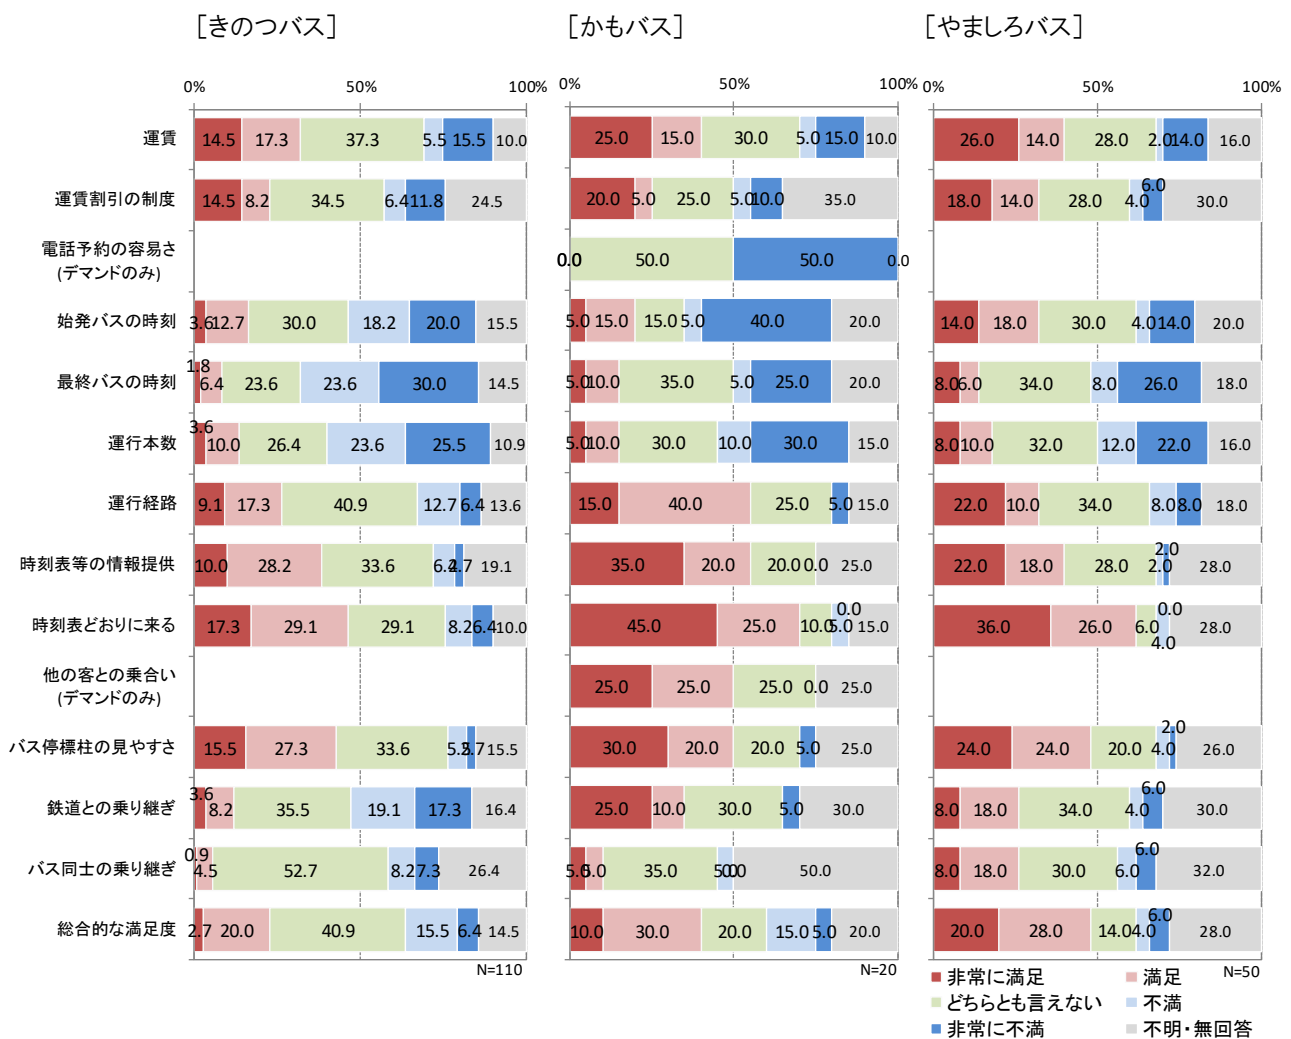 ［きのつバス］ ［かもバス］ ［やましろバス］
0% 50% 100% 0% 50% 100% 0% 50% 100%
運賃 14.5 17.3 37.3 5.5 15.5 10.0 25.0 15.0 30.0 5.0 15.0 10.0 26.0 14.0 28.0 2.0 14.0 16.0
運賃割引の制度 14.5 8.2 34.5 6.4 11.8 24.5 20.0 5.0 25.0 5.0 10.0 35.0 18.0 14.0 28.0 4.0 6.0 30.0
電話予約の容易さ
(デマンドのみ) 0.0 0.0 50.0 50.0 0.0
始発バスの時刻 3.6 12.7 30.0 18.2 20.0 15.5 5.0 15.0 15.0 5.0 40.0 20.0 14.0 18.0 30.0 4.0 14.0 20.0
最終バスの時刻 1.8 6.4 23.6 23.6 30.0 14.5 5.0 10.0 35.0 5.0 25.0 20.0 8.0 6.0 34.0 8.0 26.0 18.0
運行本数 3.6 10.0 26.4 23.6 25.5 10.9 5.0 10.0 30.0 10.0 30.0 15.0 8.0 10.0 32.0 12.0 22.0 16.0
運行経路 9.1 17.3 40.9 12.7 6.4 13.6 15.0 40.0 25.0 5.0 15.0 22.0 10.0 34.0 8.0 8.0 18.0
時刻表等の情報提供 10.0 28.2 33.6 6.4 2.7 19.1 35.0 20.0 20.0 0.0 25.0 22.0 18.0 28.0 2.0 2.0 28.0
時刻表どおりに来る 17.3 29.1 29.1 8.2 6.4 10.0 45.0 25.0 10.0 5.0 0.0 15.0 36.0 26.0 6.0 4.0 0.0 28.0
他の客との乗合い
(デマンドのみ) 25.0 25.0 25.0 0.0 25.0
バス停標柱の見やすさ 15.5 27.3 33.6 5.5 2.7 15.5 30.0 20.0 20.0 5.0 25.0 24.0 24.0 20.0 4.0 2.0 26.0
鉄道との乗り継ぎ 3.6 8.2 35.5 19.1 17.3 16.4 25.0 10.0 30.0 5.0 30.0 8.0 18.0 34.0 4.0 6.0 30.0
バス同士の乗り継ぎ 0.9 4.5 52.7 8.2 7.3 26.4 5.0 5.0 35.0 5.0 0.0 50.0 8.0 18.0 30.0 6.0 6.0 32.0
総合的な満足度 2.7 20.0 40.9 15.5 6.4 14.5 10.0 30.0 20.0 15.0 5.0 20.0 20.0 28.0 14.0 4.0 6.0 28.0
N=110 N=20 N=50
非常に満足 満足
どちらとも言えない 不満
非常に不満 不明・無回答